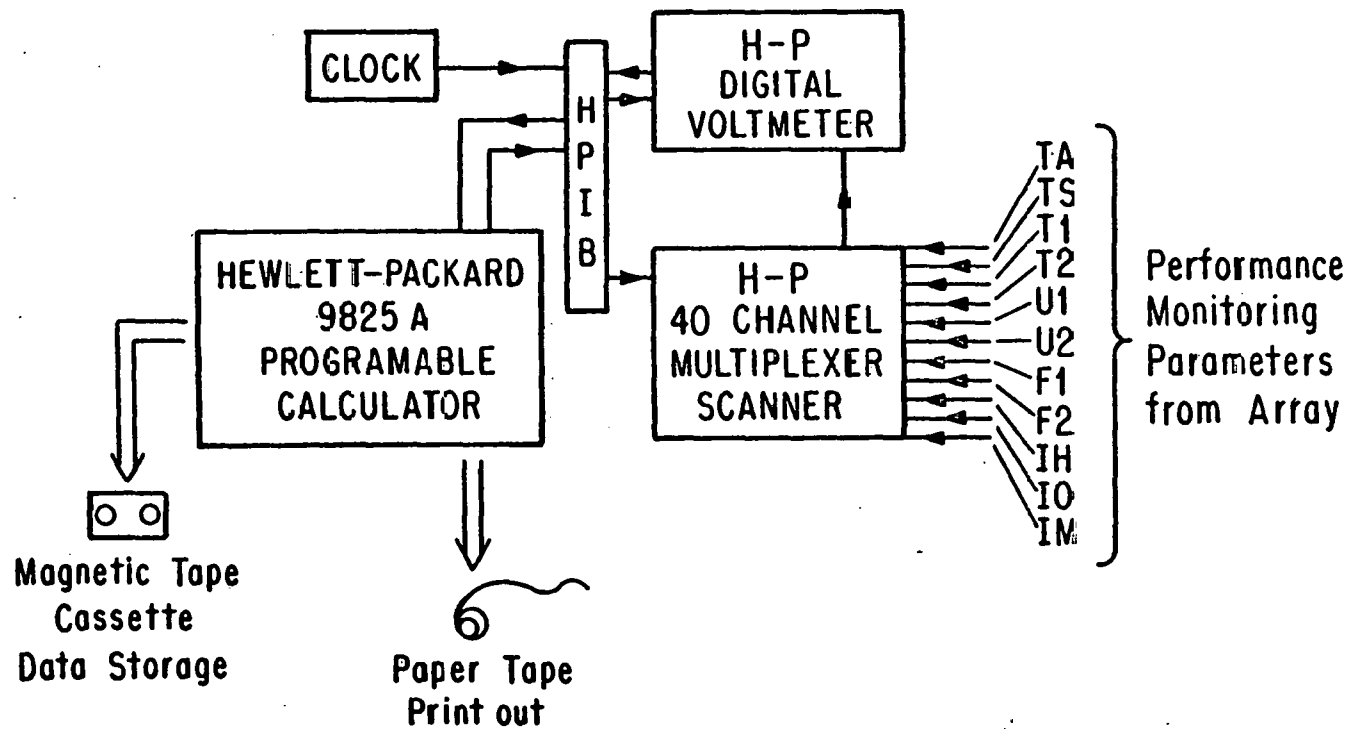 CLOCK
H
P
I
B
H-P
DIGITAL
VOLTMETER
HEWLETT-PACKARD
9825 A
PROGRAMABLE
CALCULATOR
H-P
40 CHANNEL
MULTIPLEXER
SCANNER
TA
TS
T1
T2
U1
U2
F1
F2
IH
IO
IM
Performance
Monitoring
Parameters
from Array
Magnetic Tape
Cassette
Data Storage
Paper Tape
Print out